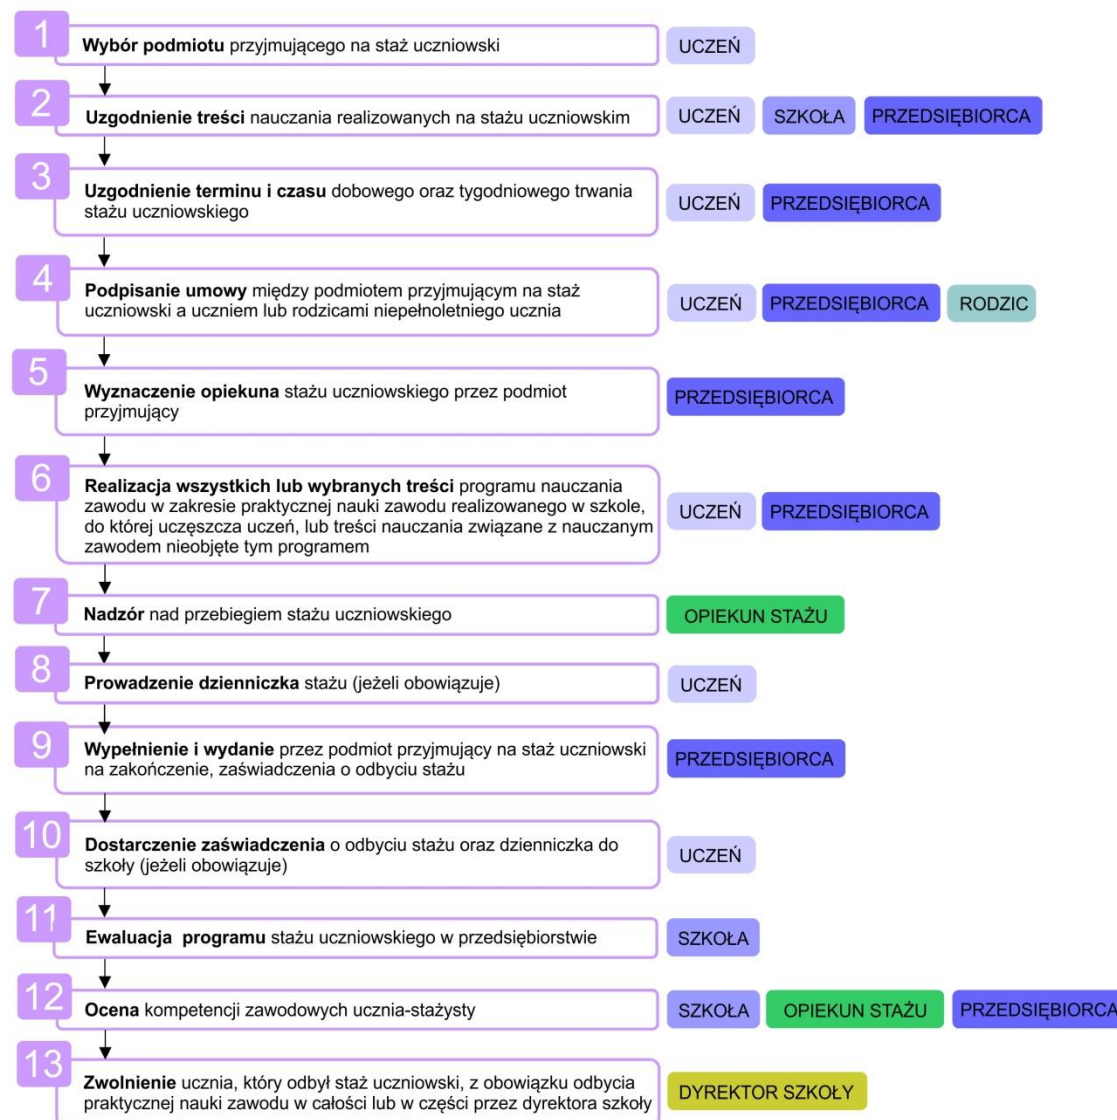 1
Wybór podmiotu przyjmującego na staż uczniowski
UCZEŃ
2
Uzgodnienie treści nauczania realizowanych na stażu uczniowskim
UCZEŃ
SZKOŁA
PRZEDSIĘBIORCA
3
Uzgodnienie terminu i czasu dobowego oraz tygodniowego trwania
stażu uczniowskiego
UCZEŃ
PRZEDSIĘBIORCA
4
Podpisanie umowy między podmiotem przyjmującym na staż
uczniowski a uczniem lub rodzicami niepełnoletniego ucznia
UCZEŃ
PRZEDSIĘBIORCA
RODZIC
5
Wyznaczenie opiekuna stażu uczniowskiego przez podmiot
przyjmujący
PRZEDSIĘBIORCA
6
Realizacja wszystkich lub wybranych treści programu nauczania
zawodu w zakresie praktycznej nauki zawodu realizowanego w szkole,
do której uczęszcza uczeń, lub treści nauczania związane z nauczanym
zawodem nieobjęte tym programem
UCZEŃ
PRZEDSIĘBIORCA
7
Nadzór nad przebiegiem stażu uczniowskiego
OPIEKUN STAŻU
8
Prowadzenie dzienniczka stażu (jeżeli obowiązuje)
UCZEŃ
9
Wypełnienie i wydanie przez podmiot przyjmujący na staż uczniowski
na zakończenie, zaświadczenia o odbyciu stażu
PRZEDSIĘBIORCA
10
Dostarczenie zaświadczenia o odbyciu stażu oraz dzienniczka do
szkoły (jeżeli obowiązuje)
UCZEŃ
11
Ewaluacja programu stażu uczniowskiego w przedsiębiorstwie
SZKOŁA
12
Ocena kompetencji zawodowych ucznia-stażysty
SZKOŁA
OPIEKUN STAŻU
PRZEDSIĘBIORCA
13
Zwolnienie ucznia, który odbył staż uczniowski, z obowiązku odbycia
praktycznej nauki zawodu w całości lub w części przez dyrektora szkoły
DYREKTOR SZKOŁY